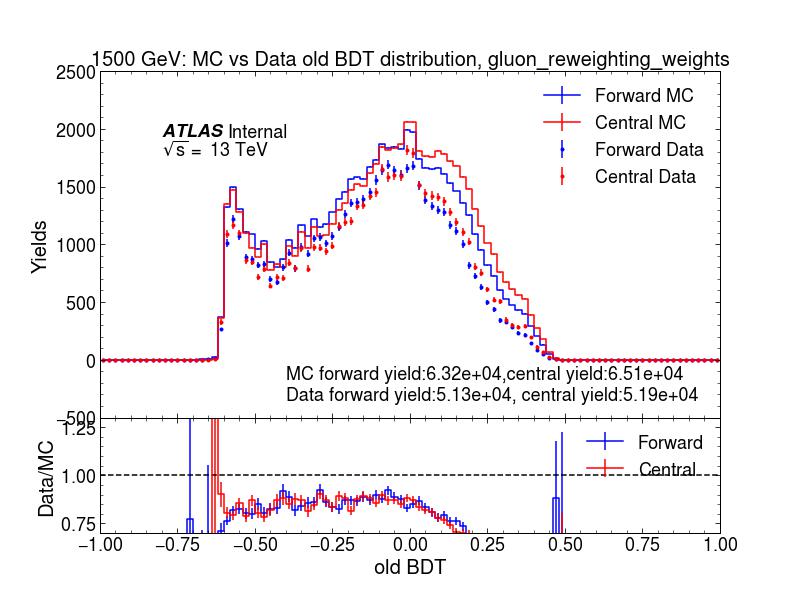 1500 GeV: MC vs Data old BDT distribution, gluon_reweighting_weights
2500
2000
1500
1000
500
0
−500
Yields
ATLAS Internal
√s = 13 TeV
Forward MC
Central MC
Forward Data
Central Data
MC forward yield:6.32e+04,central yield:6.51e+04
Data forward yield:5.13e+04, central yield:5.19e+04
1.25
1.00
0.75
Data/MC
Forward
Central
−1.00 −0.75 −0.50 −0.25 0.00 0.25 0.50 0.75 1.00
old BDT